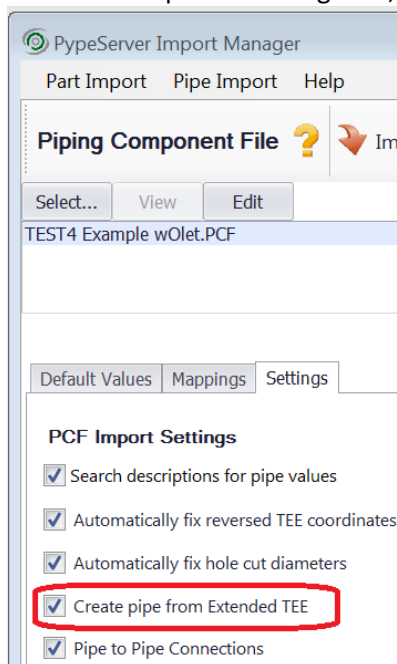 PypeServer Import Manager
Part Import Pipe Import Help
Piping Component File ? Im
Select... View Edit
TEST4 Example wOlet.PCF
Default Values Mappings Settings
PCF Import Settings
Search descriptions for pipe values
Automatically fix reversed TEE coordinates
Automatically fix hole cut diameters
Create pipe from Extended TEE
Pipe to Pipe Connections